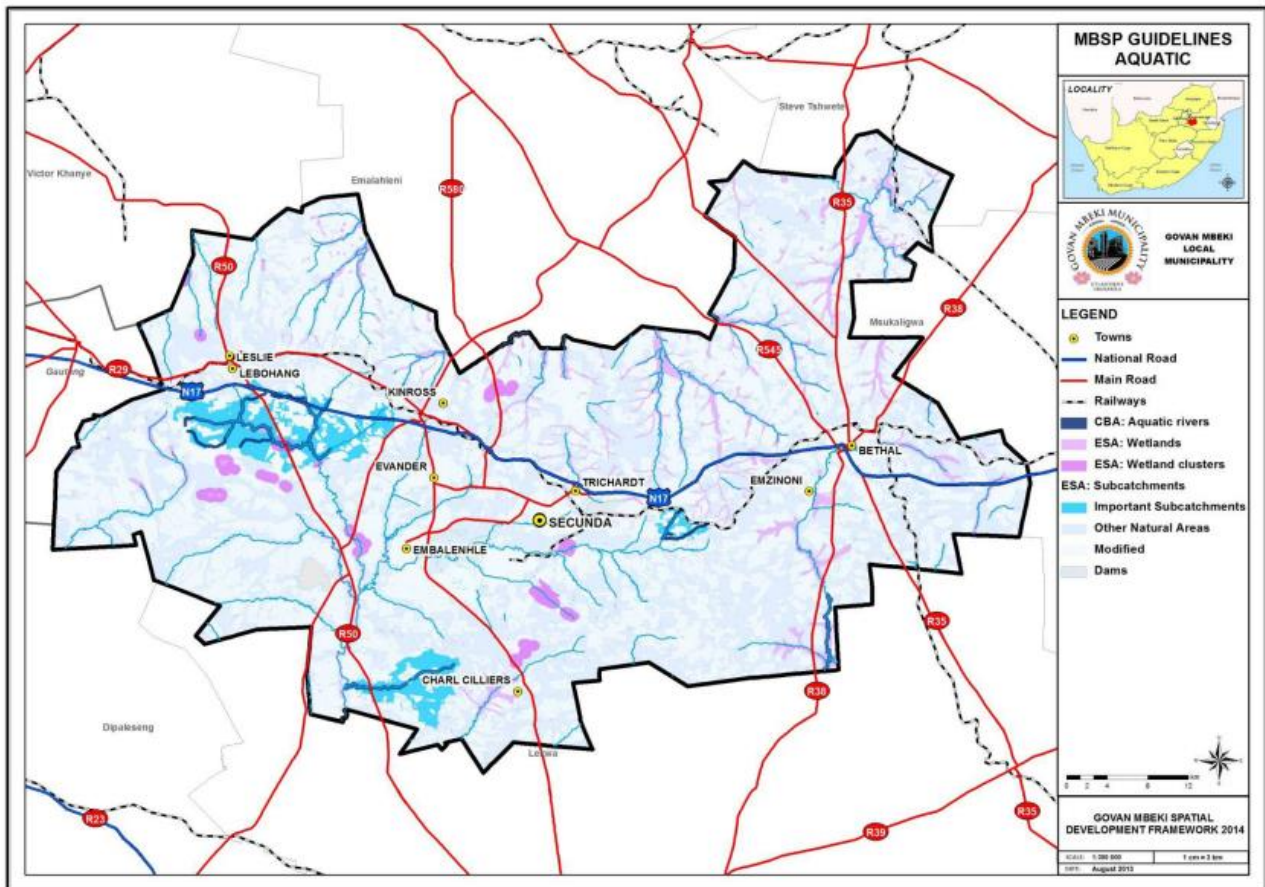 MBSP GUIDELINES
AQUATIC
LOCALITY
GOVAN MBEKI MUNICIPALITY
GOVAN MBEKI
LOCAL
MUNICIPALITY
LEGEND
Towns
National Road
Main Road
Railways
CBA: Aquatic rivers
ESA: Wetlands
ESA: Wetland clusters
ESA: Subcatchments
Important Subcatchments
Other Natural Areas
Modified
Dams
0 2 4 8 12
GOVAN MBEKI SPATIAL
DEVELOPMENT FRAMEWORK 2014
1 cm = 3 km
August 2013
Steve Tshwete
Victor Khanye
Emalahleni
R580
R35
R50
Msukaligwa
R38
R545
LESLIE
R29
LEBOHANG
Gauteng
N17
KINROSS
BETHAL
EVANDER
TRICHARDT
EMZINONI
N17
SECUNDA
EMBALENHLE
R50
R35
CHARL CILLIERS
R38
Dipaleseng
Lekwa
R23
R39
R35